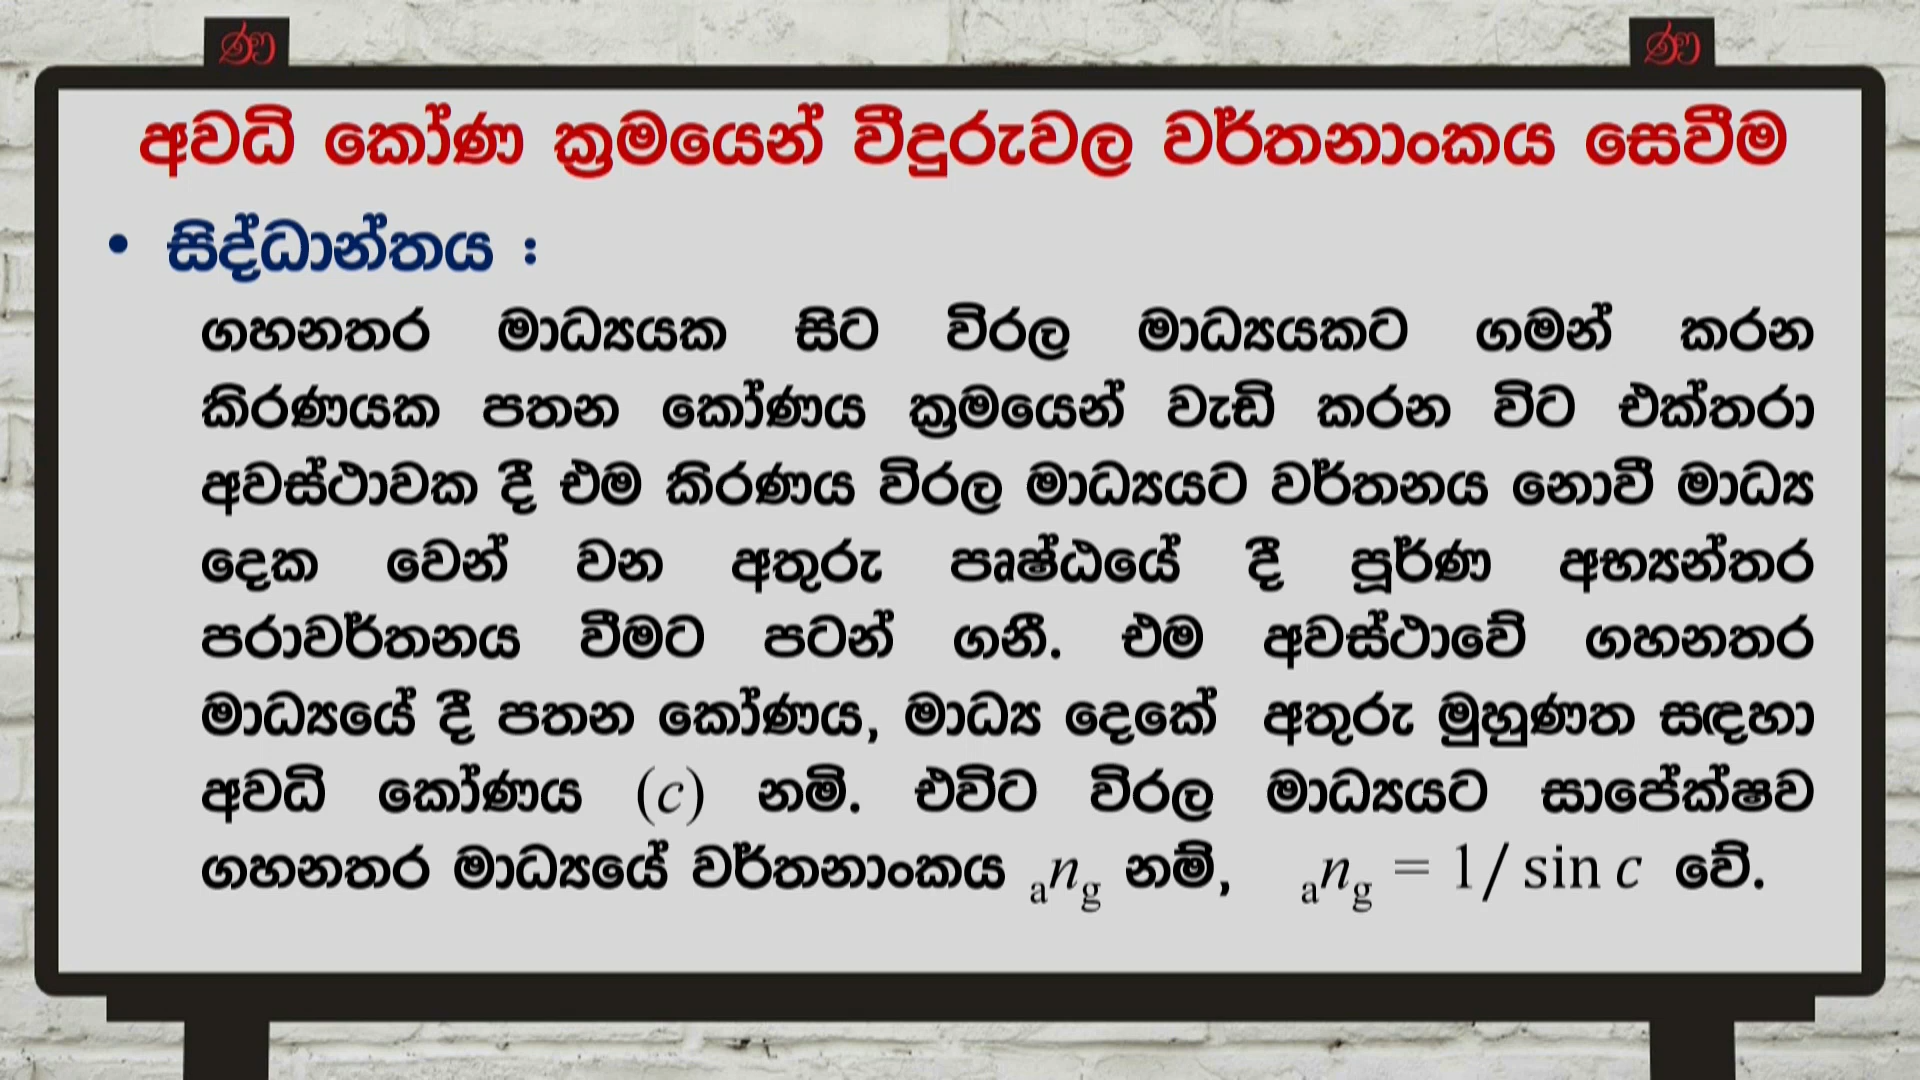 ණ ණ
අවධි කෝණ ක්‍රමයෙන් වීදුරුවල වර්තනාංකය සෙවීම
• සිද්ධාන්තය :
ගහනතර මාධ්‍යයක සිට විරල මාධ්‍යයකට ගමන් කරන
කිරණයක පතන කෝණය ක්‍රමයෙන් වැඩි කරන විට එක්තරා
අවස්ථාවක දී එම කිරණය විරල මාධ්‍යයට වර්තනය නොවී මාධ්‍ය
දෙක වෙන් වන අතුරු පෘෂ්ඨයේ දී පූර්ණ අභ්‍යන්තර
පරාවර්තනය වීමට පටන් ගනී. එම අවස්ථාවේ ගහනතර
මාධ්‍යයේ දී පතන කෝණය, මාධ්‍ය දෙකේ අතුරු මුහුණත සඳහා
අවධි කෝණය (c) නම්. එවිට විරල මාධ්‍යයට සාපේක්ෂව
ගහනතර මාධ්‍යයේ වර්තනාංකය ₐn₉ නම්, ₐn₉ = 1/ sin c වේ.